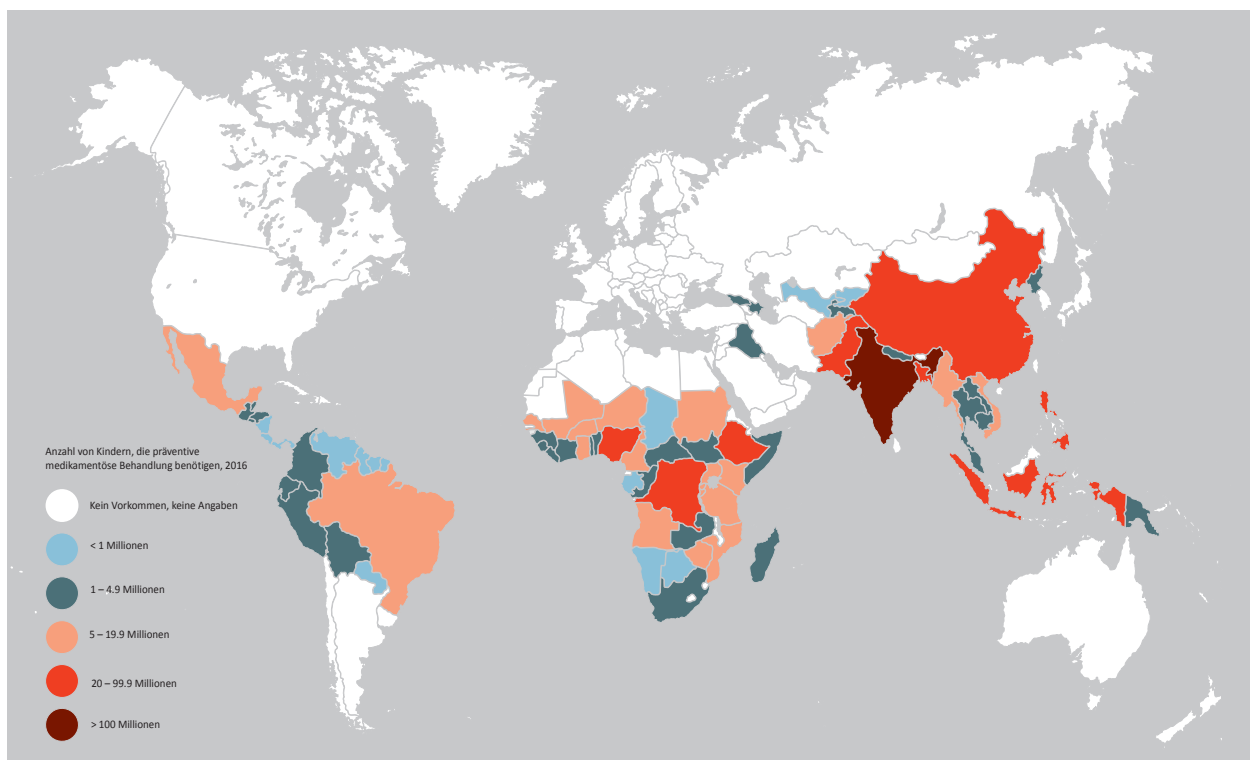 Anzahl von Kindern, die präventive
medikamentöse Behandlung benötigen, 2016
Kein Vorkommen, keine Angaben
< 1 Millionen
1 – 4.9 Millionen
5 – 19.9 Millionen
20 – 99.9 Millionen
> 100 Millionen